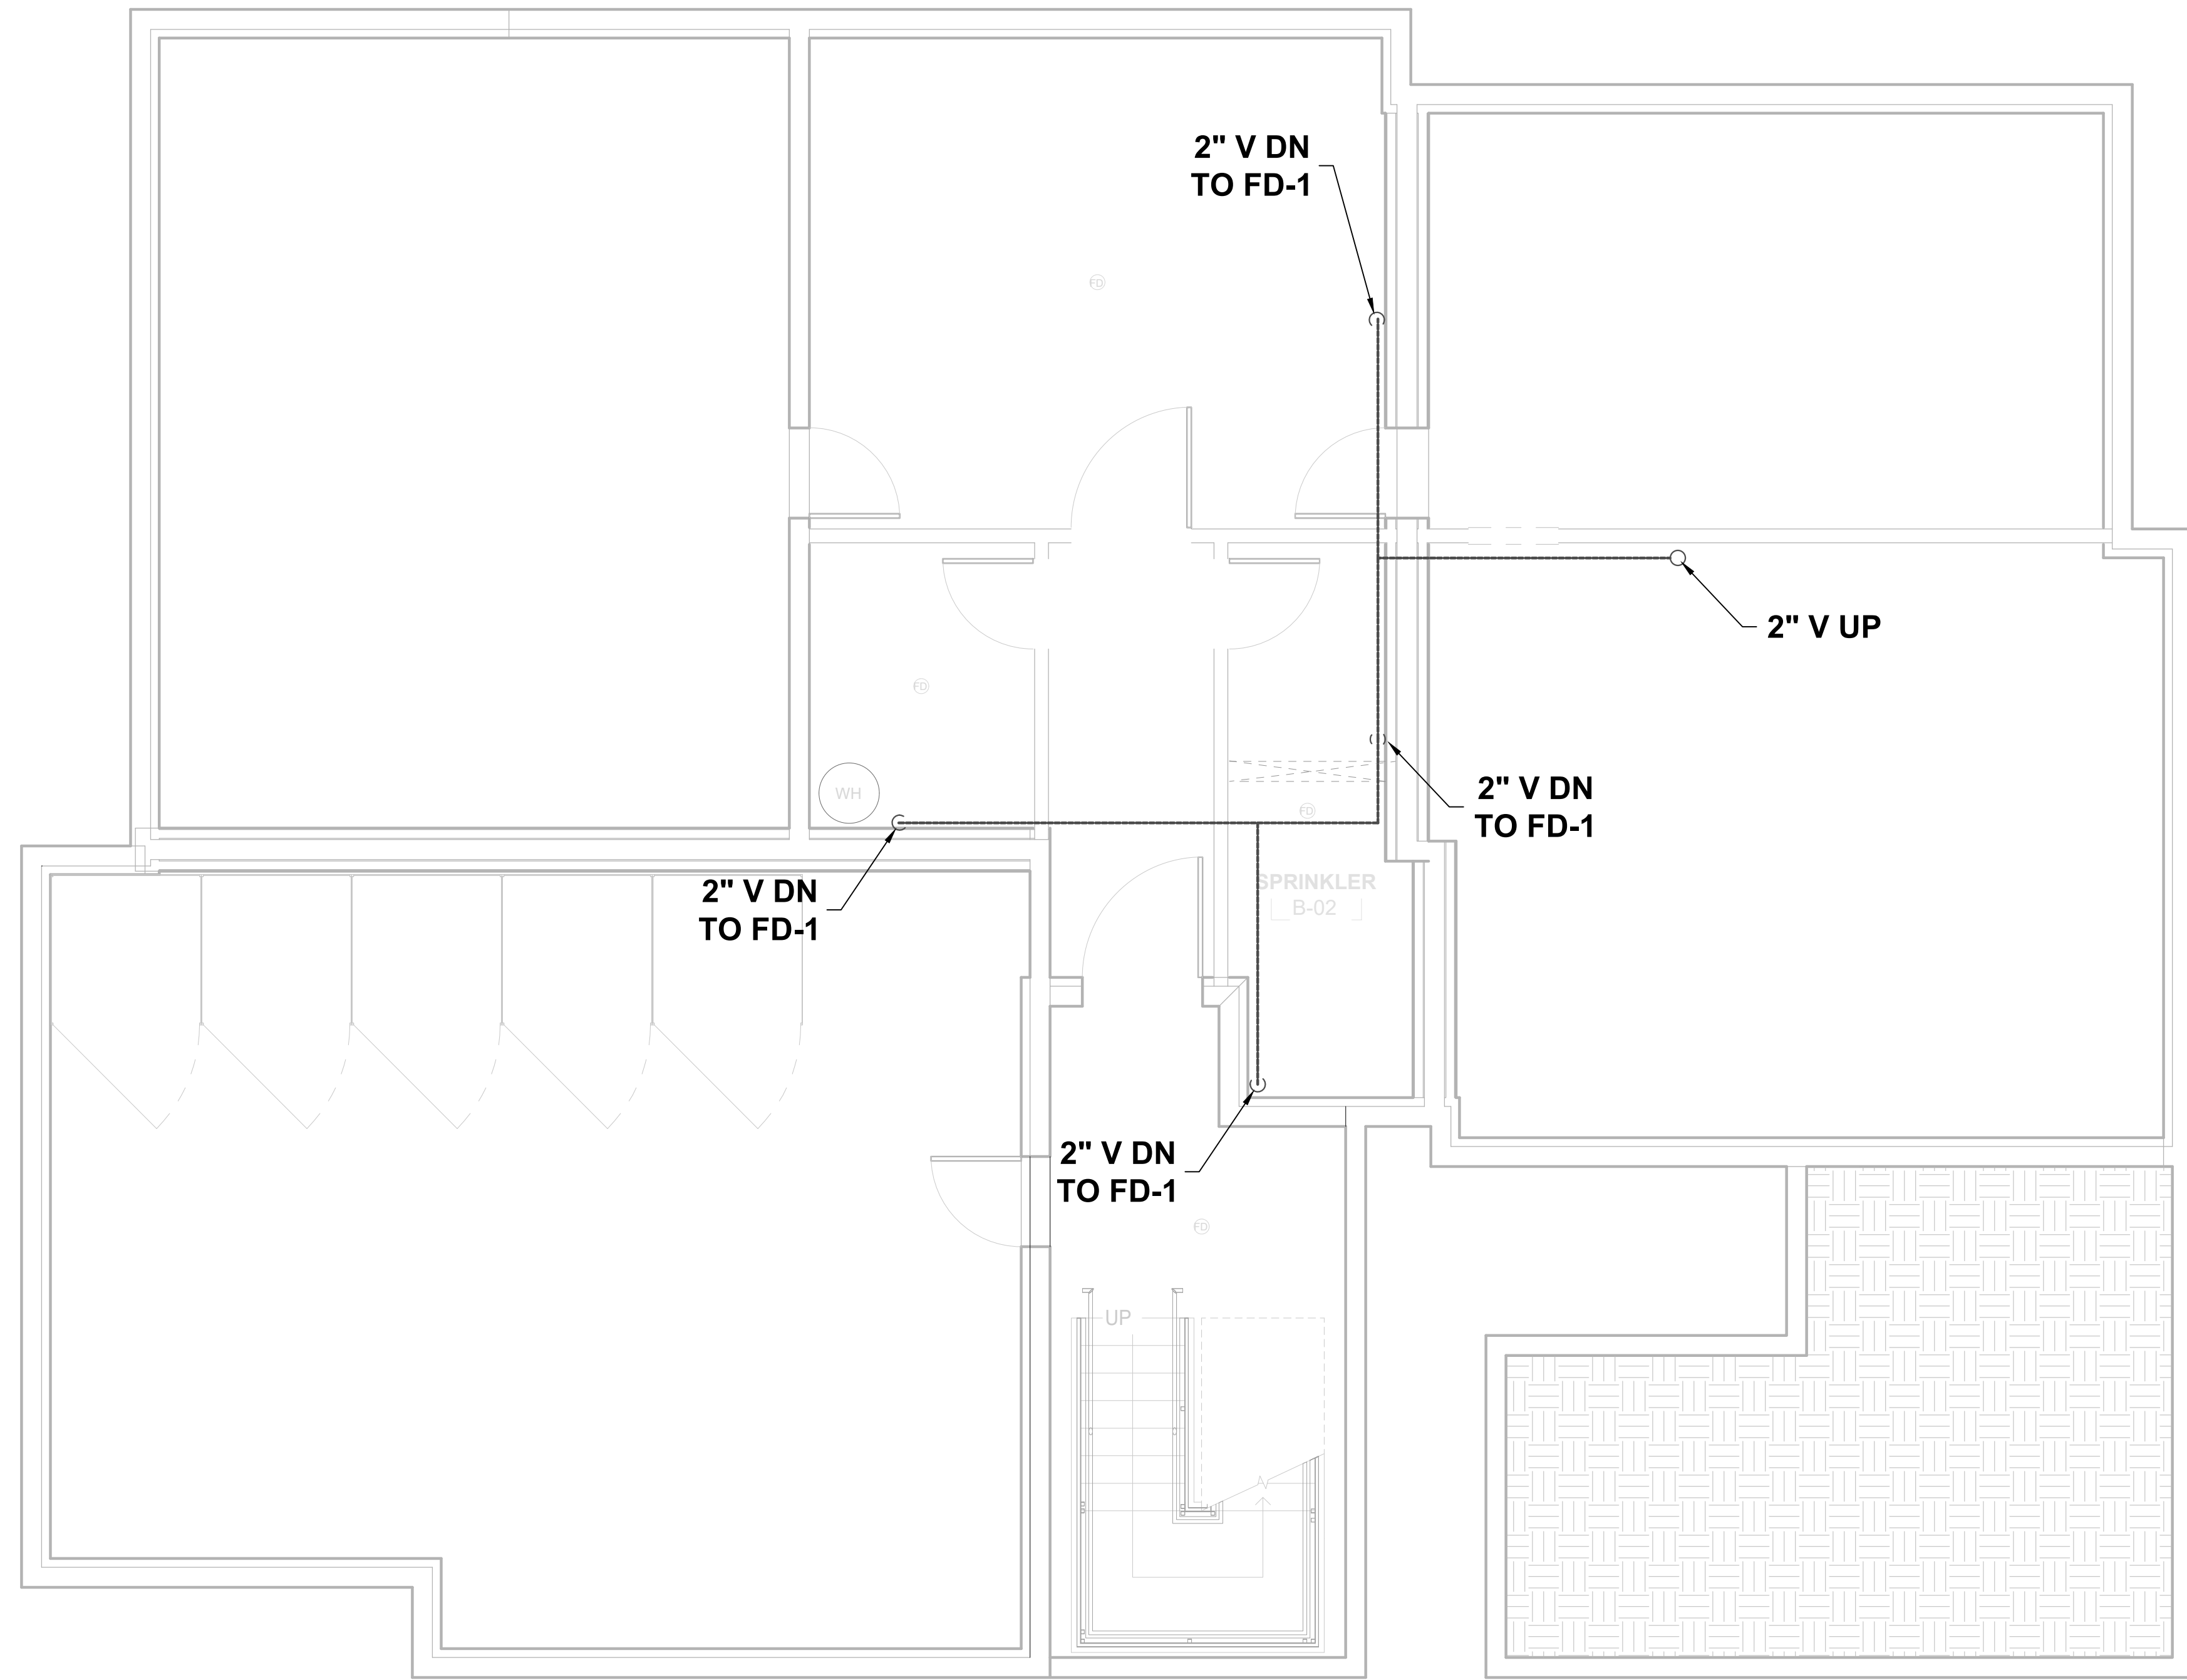 2" V DN
TO FD-1
FD
2" V UP
FD
2" V DN
TO FD-1
WH
FD
2" V DN
TO FD-1
SPRINKLER
B-02
2" V DN
TO FD-1
FD
UP